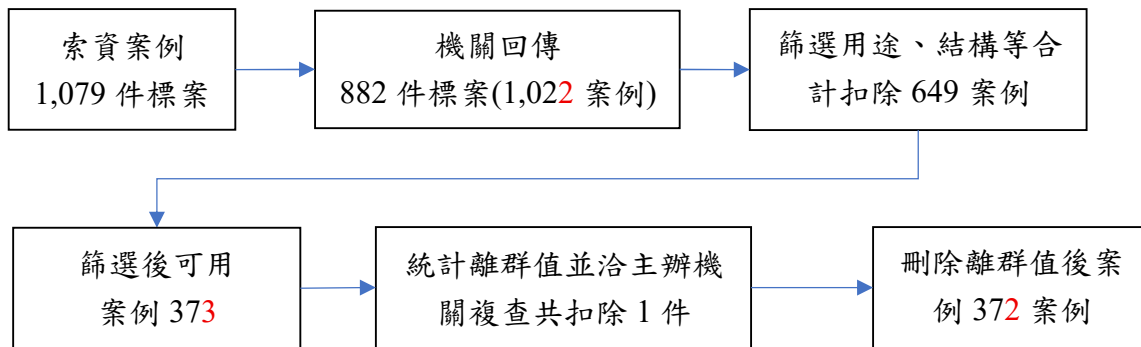 索資案例
1,079 件標案
機關回傳
882 件標案(1,022 案例)
篩選用途、結構等合
計扣除 649 案例
篩選後可用
案例 373
統計離群值並洽主辦機
關複查共扣除 1 件
刪除離群值後案
例 372 案例